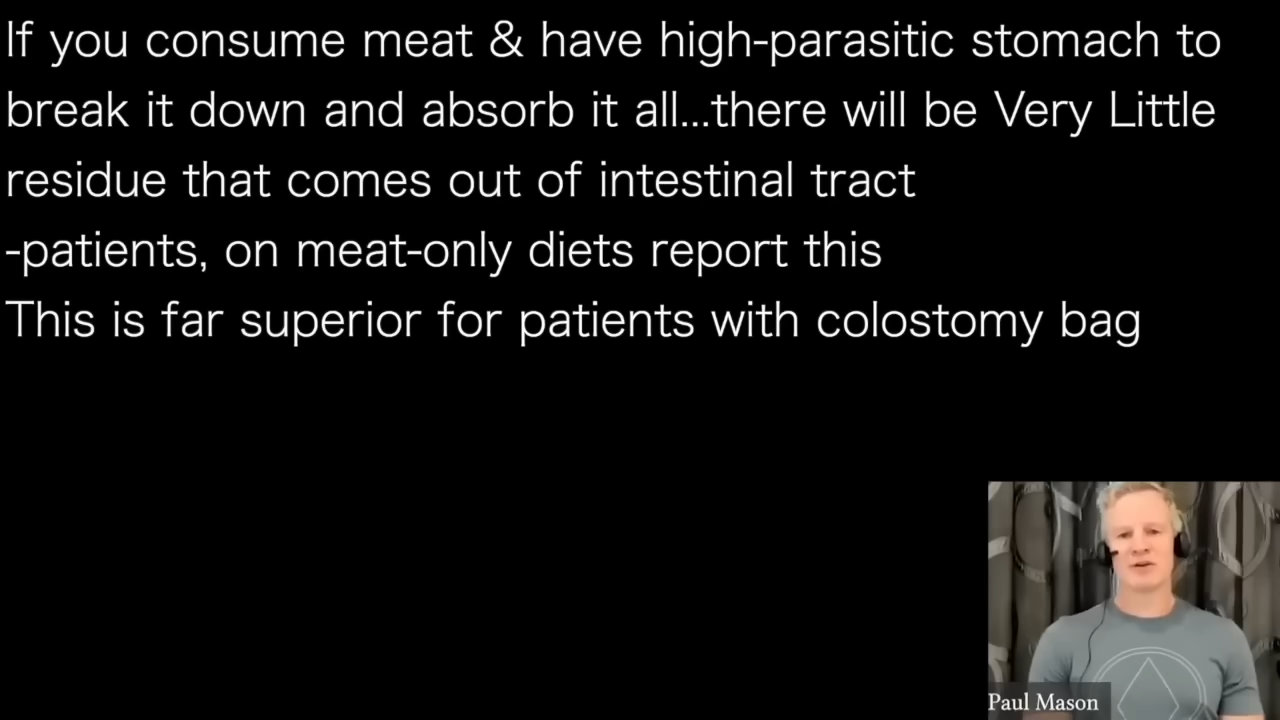 If you consume meat & have high-parasitic stomach to
break it down and absorb it all...there will be Very Little
residue that comes out of intestinal tract
-patients, on meat-only diets report this
This is far superior for patients with colostomy bag
Paul Mason